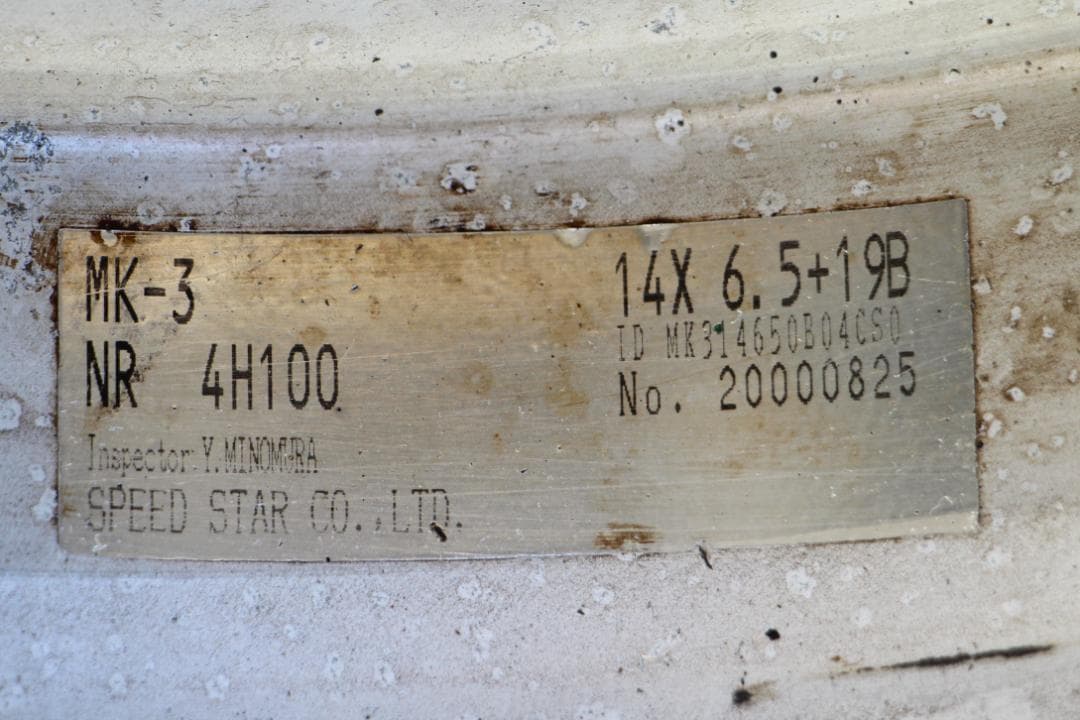 MK-3
NR 4H100
Inspector Y.MINOMURA
SPEED STAR CO.,LTD.
14X 6.5+19B
ID MK314650B04CS0
No. 20000825